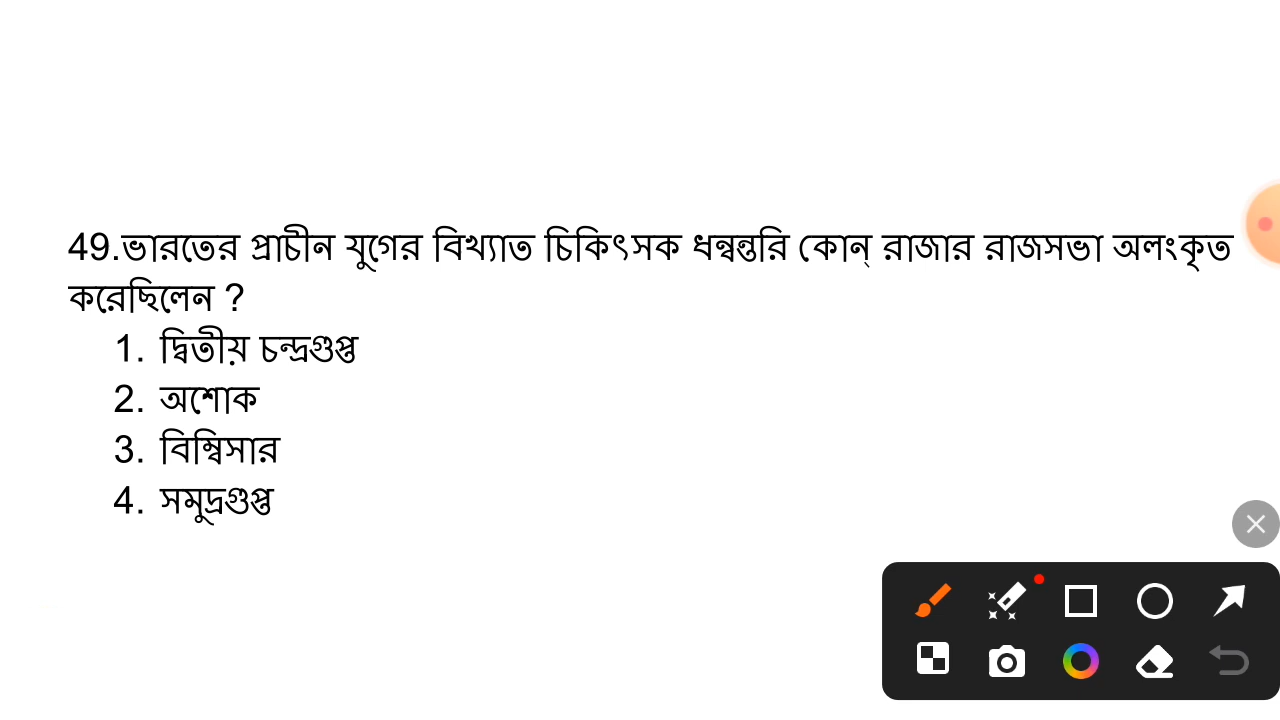 49.ভারতের প্রাচীন যুগের বিখ্যাত চিকিৎসক ধন্বন্তরি কোন্ রাজার রাজসভা অলংকৃত
করেছিলেন ?
1. দ্বিতীয় চন্দ্রগুপ্ত
2. অশোক
3. বিম্বিসার
4. সমুদ্রগুপ্ত